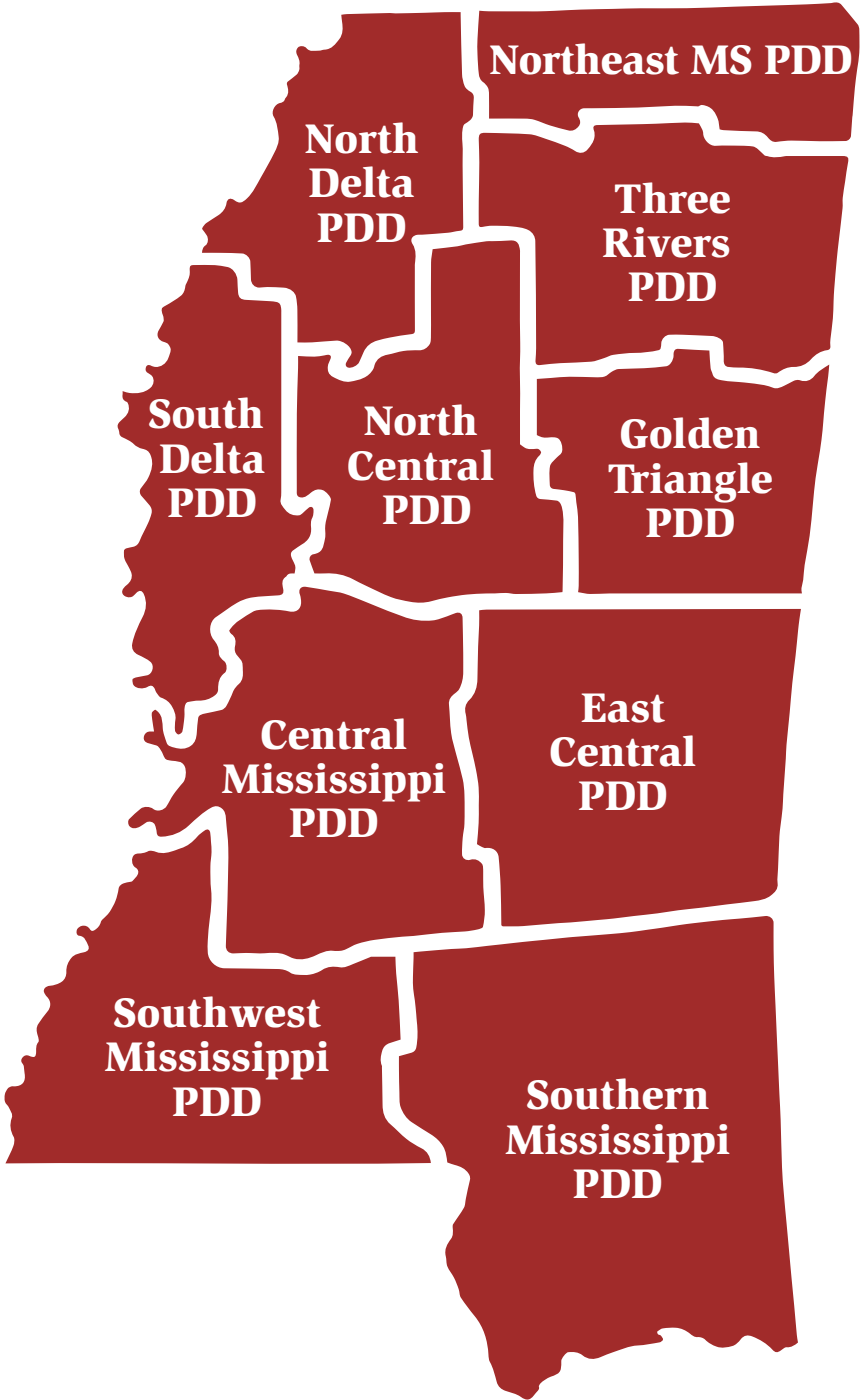 Northeast MS PDD
North
Delta
PDD
Three
Rivers
PDD
South
Delta
PDD
North
Central
PDD
Golden
Triangle
PDD
Central
Mississippi
PDD
East
Central
PDD
Southwest
Mississippi
PDD
Southern
Mississippi
PDD